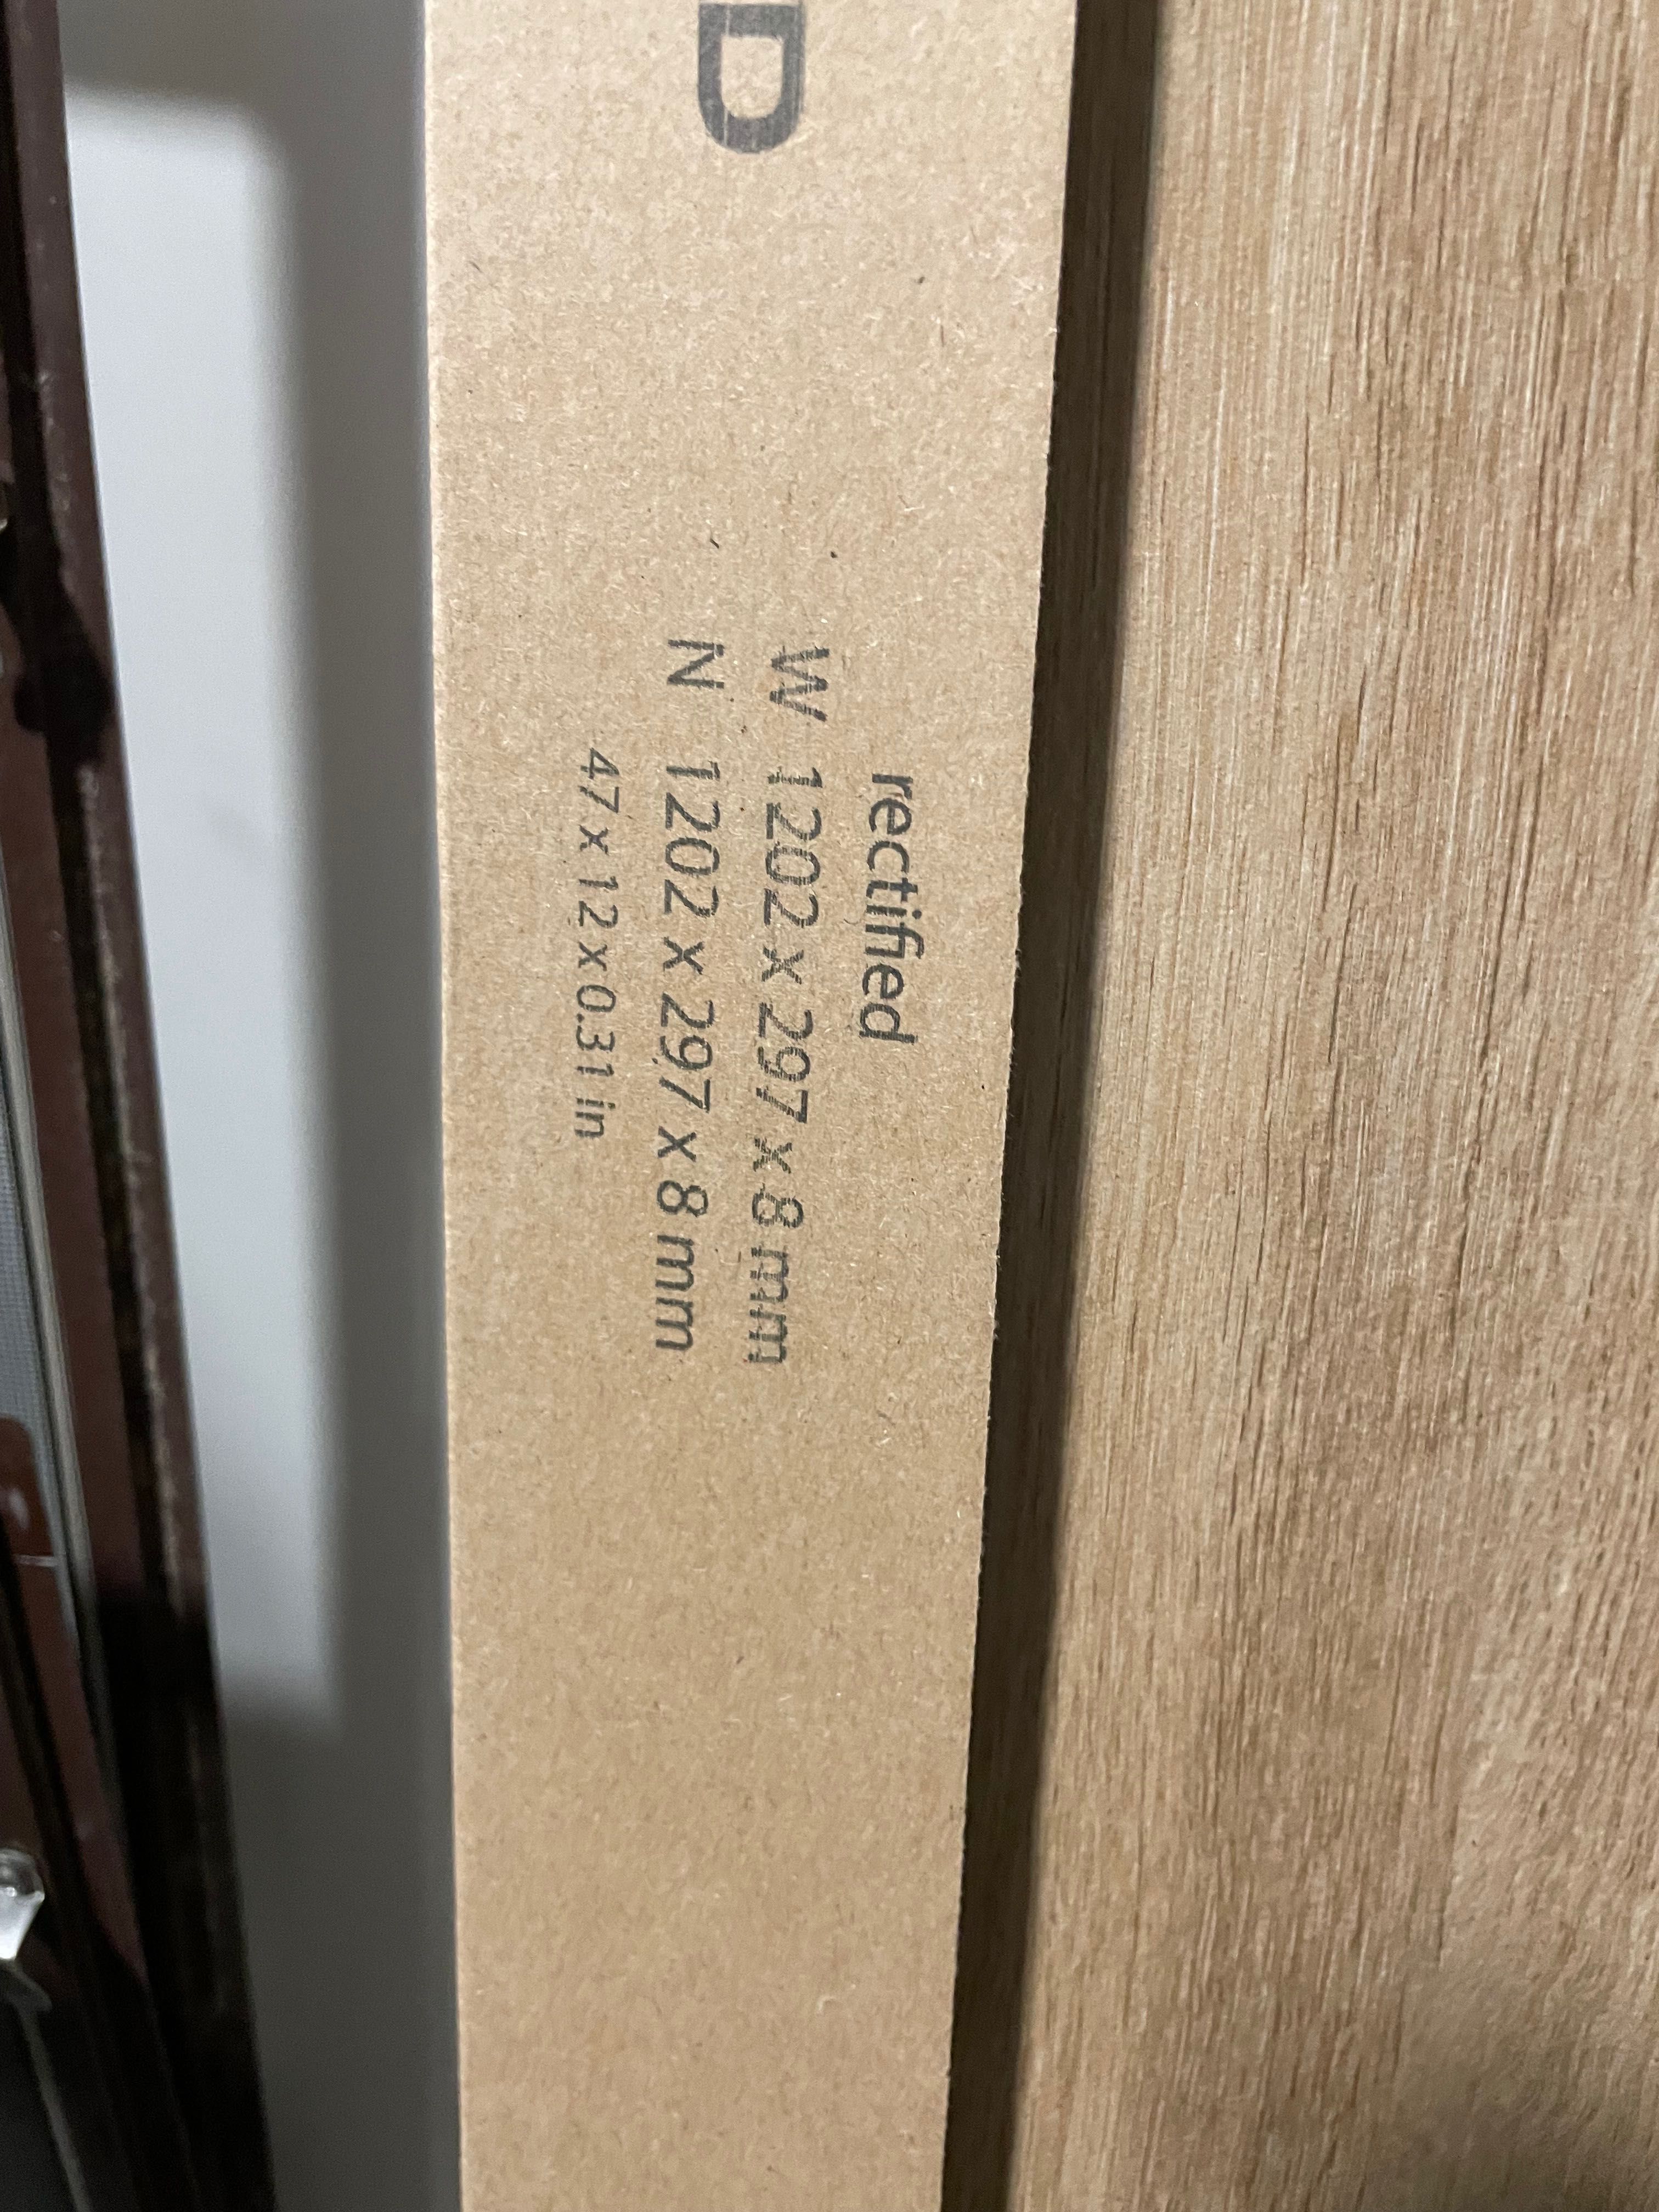 D
rectified
W 1202 x 297 x 8 mm
N 1202 x 297 x 8 mm
47 x 12 x 0.31 in